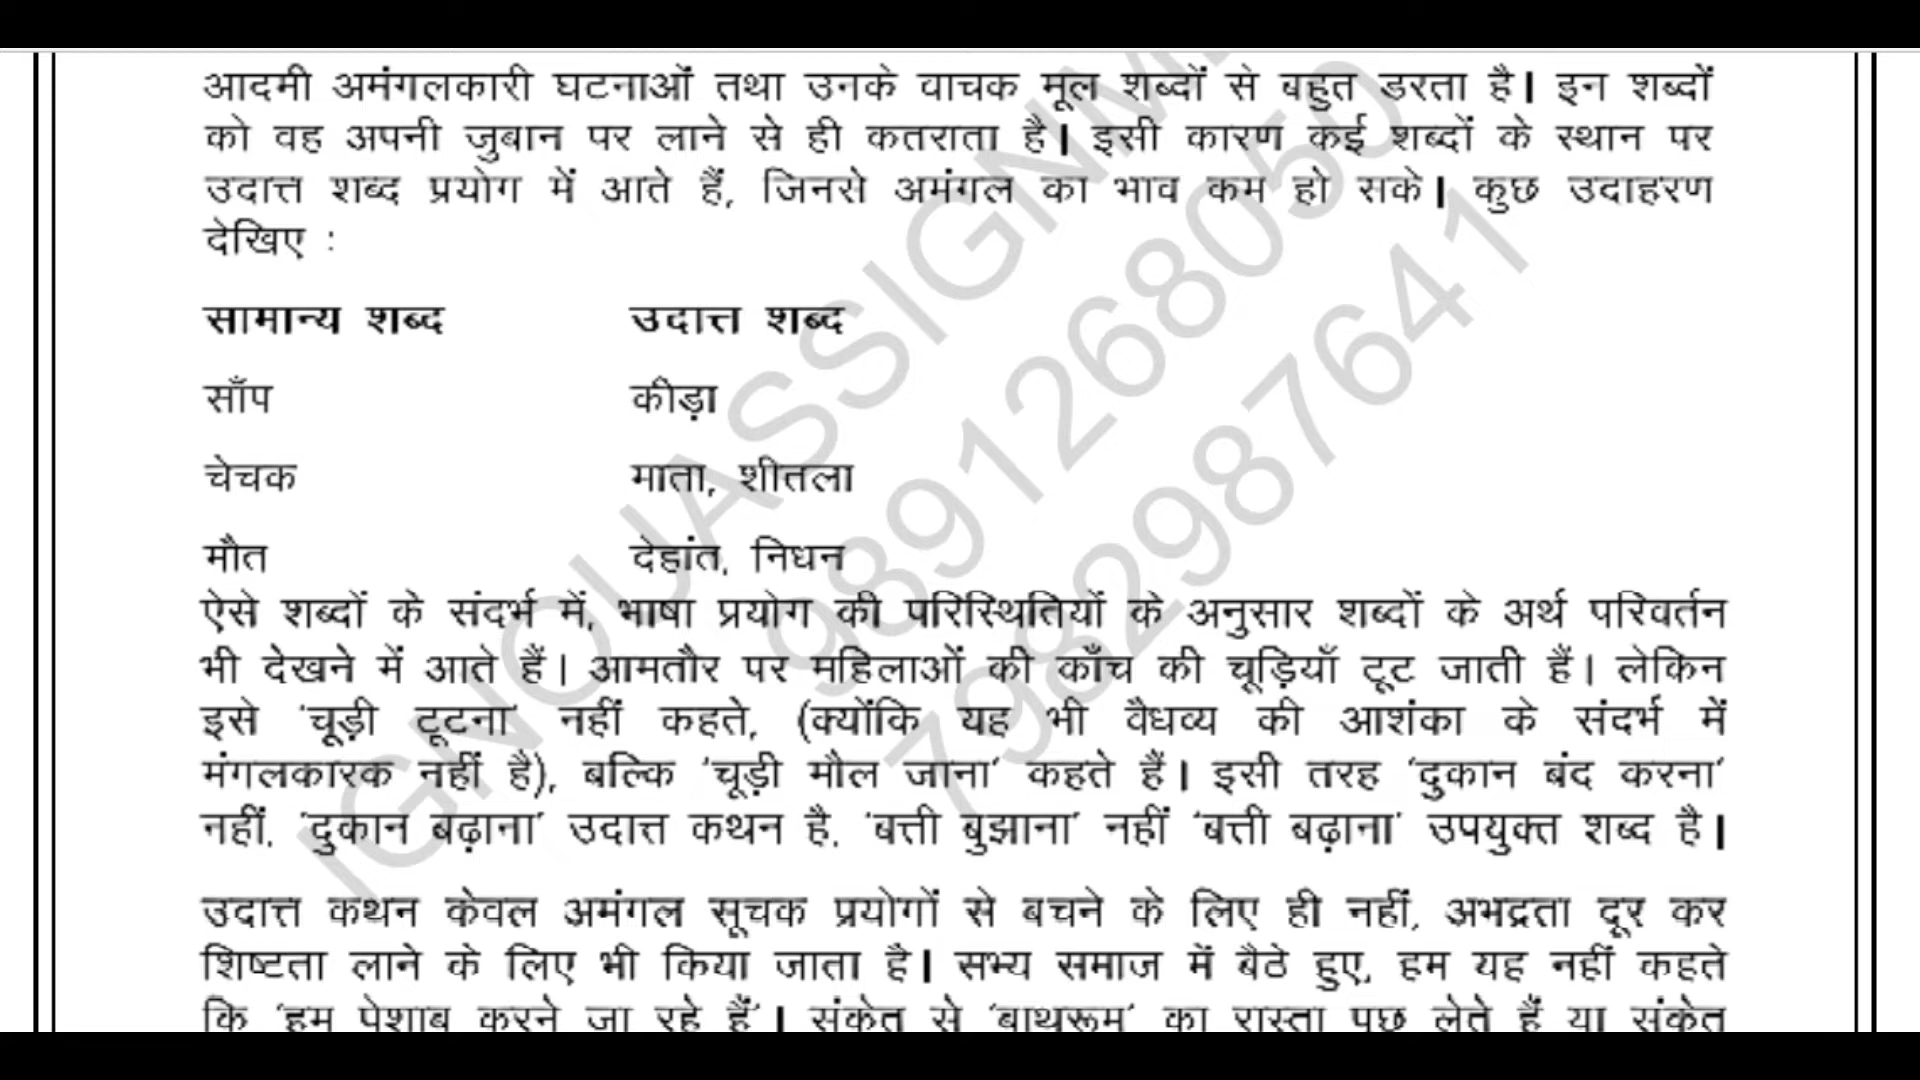 आदमी अमंगलकारी घटनाओं तथा उनके वाचक मूल शब्दों से बहुत डरता है। इन शब्दों
को वह अपनी जुबान पर लाने से ही कतराता है। इसी कारण कई शब्दों के स्थान पर
उदात्त शब्द प्रयोग में आते हैं, जिनसे अमंगल का भाव कम हो सके। कुछ उदाहरण
देखिए :
सामान्य शब्द उदात्त शब्द
साँप कीड़ा
चेचक माता, शीतला
मौत देहांत, निधन
ऐसे शब्दों के संदर्भ में, भाषा प्रयोग की परिस्थितियों के अनुसार शब्दों के अर्थ परिवर्तन
भी देखने में आते हैं। आमतौर पर महिलाओं की काँच की चूड़ियाँ टूट जाती हैं। लेकिन
इसे 'चूड़ी टूटना' नहीं कहते, (क्योंकि यह भी वैधव्य की आशंका के संदर्भ में
मंगलकारक नहीं है), बल्कि 'चूड़ी मौल जाना' कहते हैं। इसी तरह 'दुकान बंद करना'
नहीं, 'दुकान बढ़ाना' उदात्त कथन है, 'बत्ती बुझाना' नहीं 'बत्ती बढ़ाना' उपयुक्त शब्द है।
उदात्त कथन केवल अमंगल सूचक प्रयोगों से बचने के लिए ही नहीं, अभद्रता दूर कर
शिष्टता लाने के लिए भी किया जाता है। सभ्य समाज में बैठे हुए, हम यह नहीं कहते
कि 'हम पेशाब करने जा रहे हैं'। संकेत से 'बाथरूम' का रास्ता पूछ लेते हैं या संकेत
IGNOUASSIGNM
9891268050
7982987641